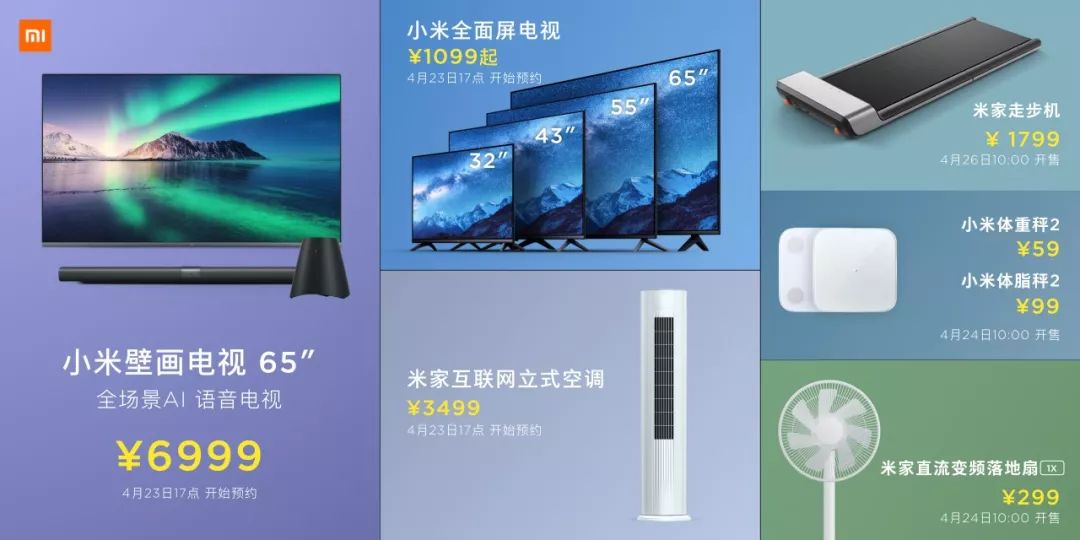 mi
小米壁画电视 65″
全场景AI 语音电视
¥6999
4月23日17点 开始预约
小米全面屏电视
¥1099起
4月23日17点 开始预约
32″
43″
55″
65″
米家互联网立式空调
¥3499
4月23日17点 开始预约
米家走步机
¥ 1799
4月26日10:00 开售
小米体重秤2
¥59
小米体脂秤2
¥99
4月24日10:00 开售
米家直流变频落地扇 1X
¥299
4月24日10:00 开售